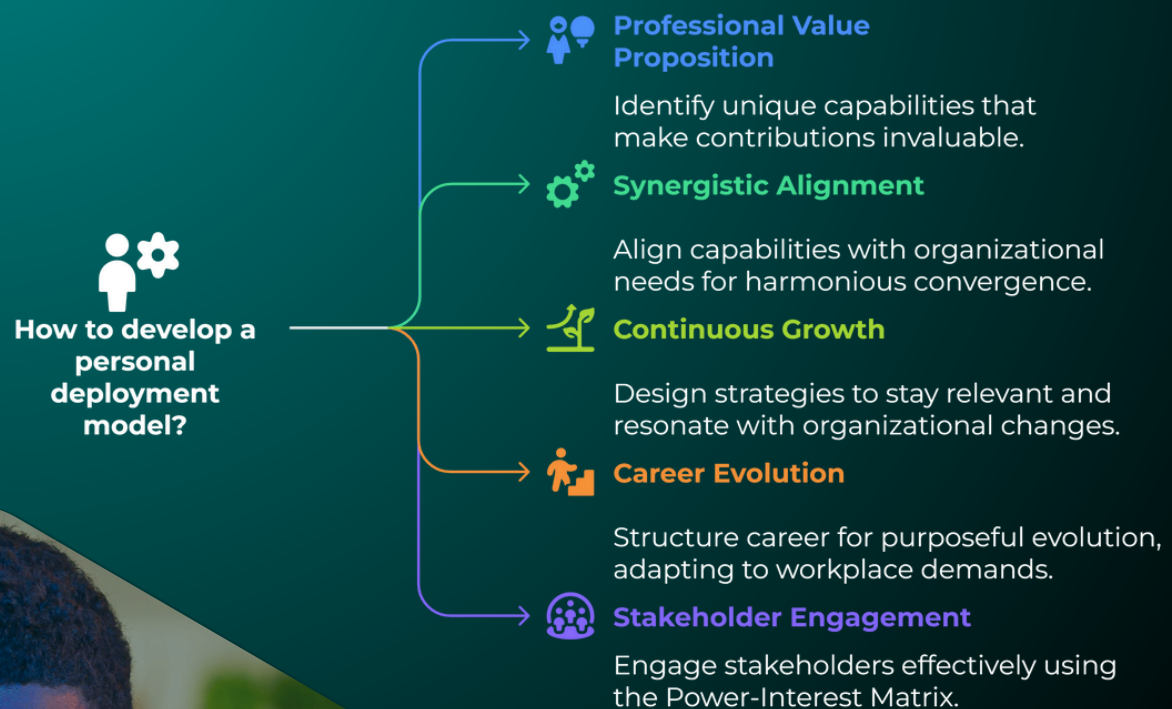 How to develop a
personal
deployment
model?
Professional Value
Proposition
Identify unique capabilities that
make contributions invaluable.
Synergistic Alignment
Align capabilities with organizational
needs for harmonious convergence.
Continuous Growth
Design strategies to stay relevant and
resonate with organizational changes.
Career Evolution
Structure career for purposeful evolution,
adapting to workplace demands.
Stakeholder Engagement
Engage stakeholders effectively using
the Power-Interest Matrix.